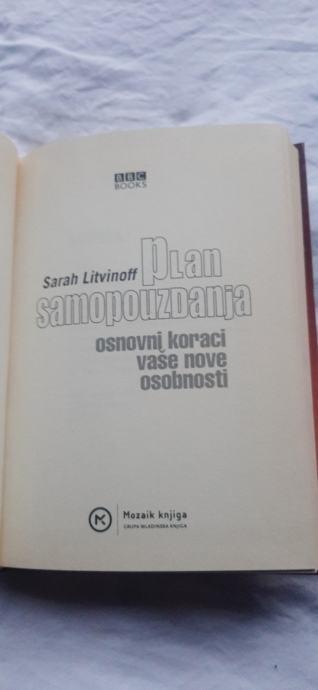 BBC
BOOKS
Sarah Litvinoff Plan
samopouzdanja
osnovni koraci
vaše nove
osobnosti
Mozaik knjiga
GRUPA MLADINSKA KNJIGA